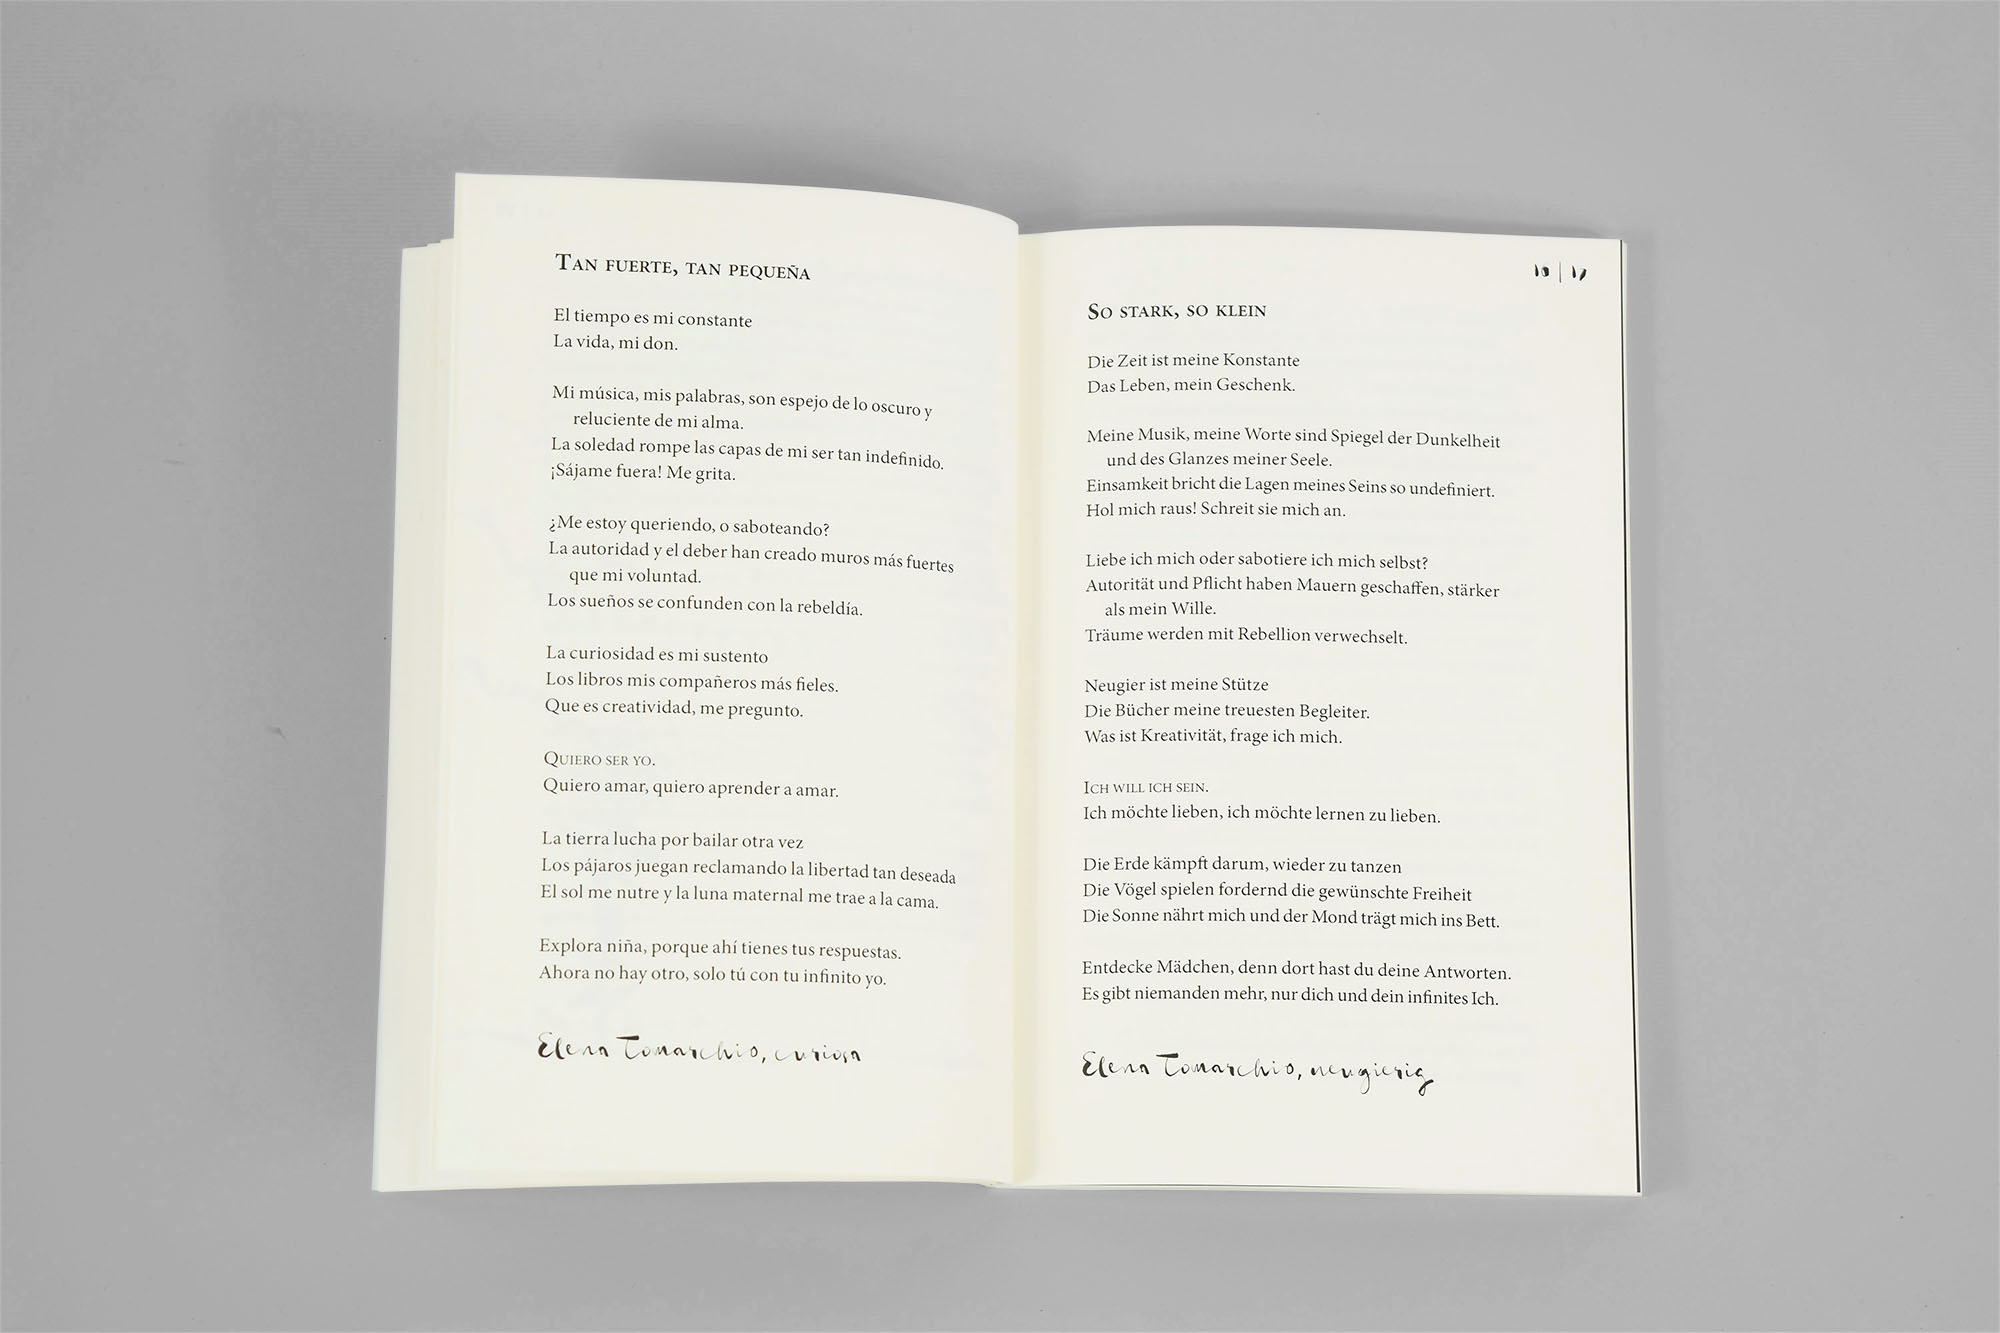 TAN FUERTE, TAN PEQUEÑA
El tiempo es mi constante
La vida, mi don.
Mi música, mis palabras, son espejo de lo oscuro y
reluciente de mi alma.
La soledad rompe las capas de mi ser tan indefinido.
¡Sájame fuera! Me grita.
¿Me estoy queriendo, o saboteando?
La autoridad y el deber han creado muros más fuertes
que mi voluntad.
Los sueños se confunden con la rebeldía.
La curiosidad es mi sustento
Los libros mis compañeros más fieles.
Que es creatividad, me pregunto.
QUIERO SER YO.
Quiero amar, quiero aprender a amar.
La tierra lucha por bailar otra vez
Los pájaros juegan reclamando la libertad tan deseada
El sol me nutre y la luna maternal me trae a la cama.
Explora niña, porque ahí tienes tus respuestas.
Ahora no hay otro, solo tú con tu infinito yo.
Elena Tomarchio, curiosa
SO STARK, SO KLEIN
Die Zeit ist meine Konstante
Das Leben, mein Geschenk.
Meine Musik, meine Worte sind Spiegel der Dunkelheit
und des Glanzes meiner Seele.
Einsamkeit bricht die Lagen meines Seins so undefiniert.
Hol mich raus! Schreit sie mich an.
Liebe ich mich oder sabotiere ich mich selbst?
Autorität und Pflicht haben Mauern geschaffen, stärker
als mein Wille.
Träume werden mit Rebellion verwechselt.
Neugier ist meine Stütze
Die Bücher meine treuesten Begleiter.
Was ist Kreativität, frage ich mich.
ICH WILL ICH SEIN.
Ich möchte lieben, ich möchte lernen zu lieben.
Die Erde kämpft darum, wieder zu tanzen
Die Vögel spielen fordernd die gewünschte Freiheit
Die Sonne nährt mich und der Mond trägt mich ins Bett.
Entdecke Mädchen, denn dort hast du deine Antworten.
Es gibt niemanden mehr, nur dich und dein infinites Ich.
Elena Tomarchio, neugierig